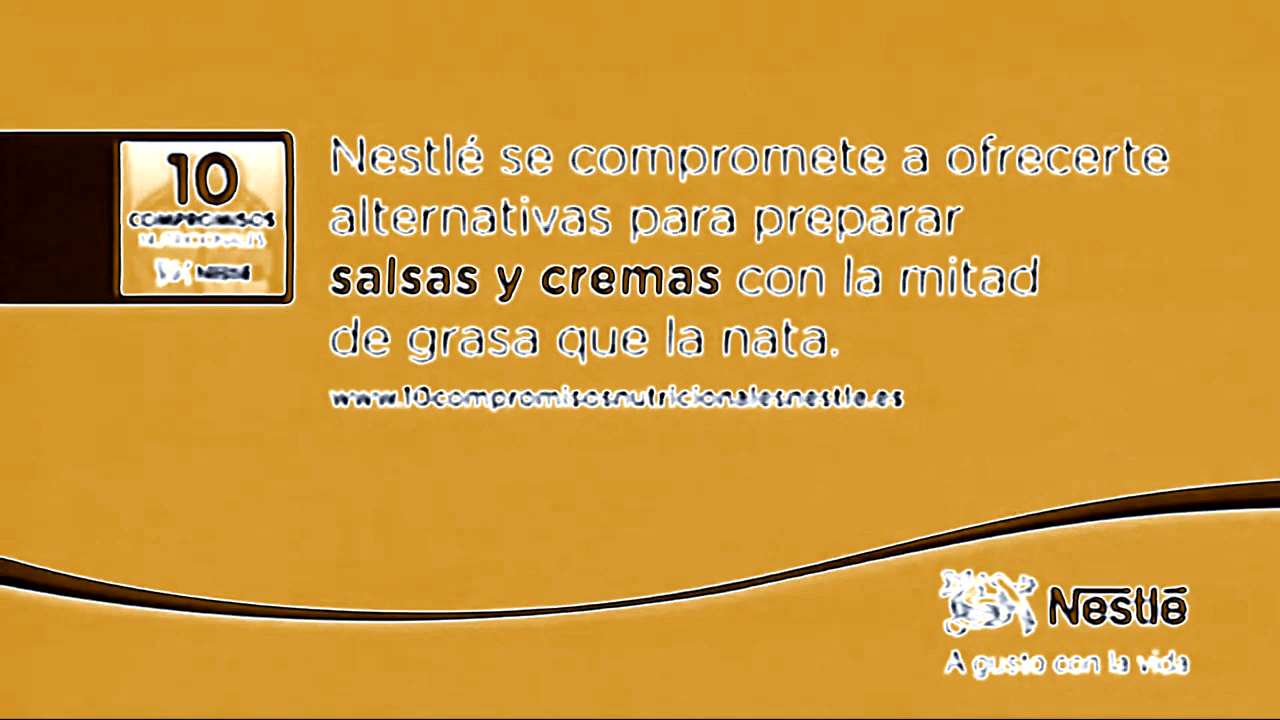 10
COMPROMISOS
NUTRICIONALES
Nestlé
Nestlé se compromete a ofrecerte
alternativas para preparar
salsas y cremas con la mitad
de grasa que la nata.
www.10compromisosnutricionalesnestle.es
Nestlé
A gusto con la vida